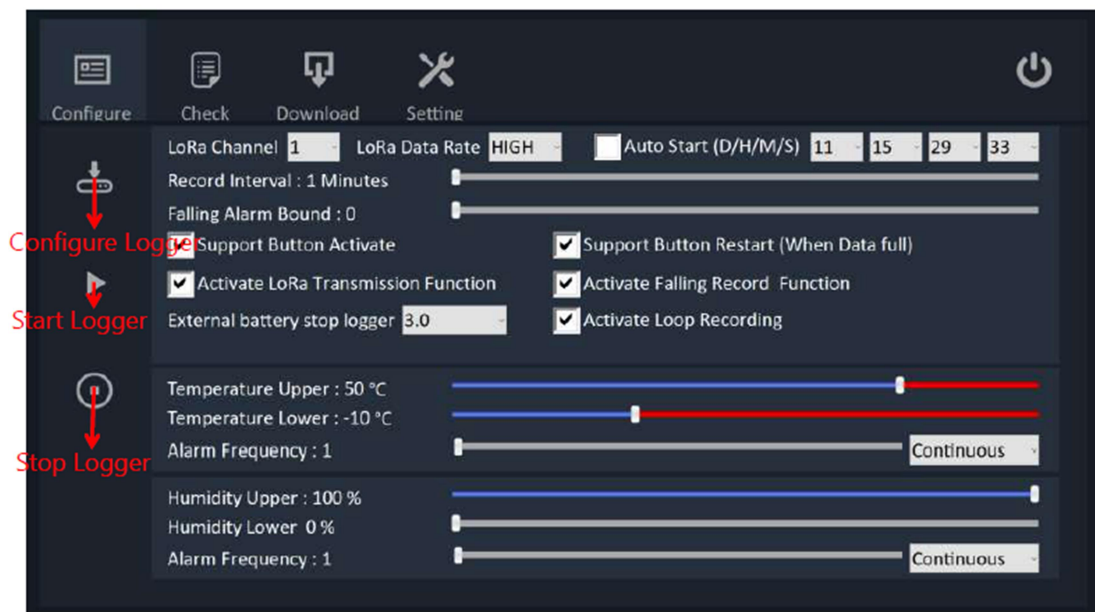 Configure Check Download Setting
LoRa Channel 1 LoRa Data Rate HIGH Auto Start (D/H/M/S) 11 15 29 33
Record Interval : 1 Minutes
Falling Alarm Bound : 0
Configure Logger
Support Button Activate Support Button Restart (When Data full)
Activate LoRa Transmission Function Activate Falling Record Function
Start Logger
External battery stop logger 3.0 Activate Loop Recording
Temperature Upper : 50 °C
Temperature Lower : -10 °C
Alarm Frequency : 1 Continuous
Stop Logger
Humidity Upper : 100 %
Humidity Lower 0 %
Alarm Frequency : 1 Continuous